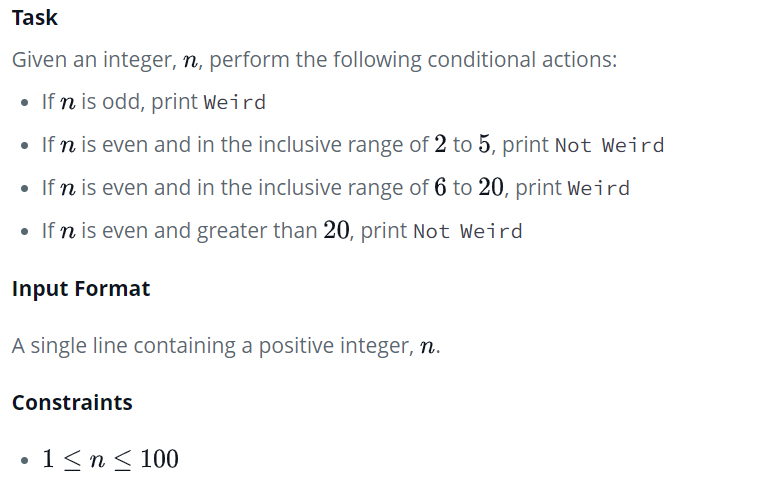 Task
Given an integer, n, perform the following conditional actions:
• If n is odd, print Weird
• If n is even and in the inclusive range of 2 to 5, print Not Weird
• If n is even and in the inclusive range of 6 to 20, print Weird
• If n is even and greater than 20, print Not Weird
Input Format
A single line containing a positive integer, n.
Constraints
• 1 ≤ n ≤ 100